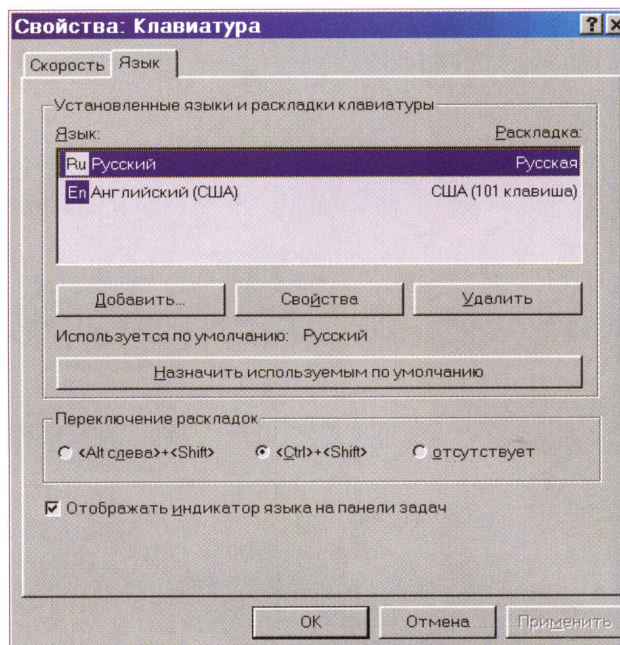 Свойства: Клавиатура
Скорость Язык
Установленные языки и раскладки клавиатуры
Язык: Раскладка:
Ru Русский Русская
En Английский (США) США (101 клавиша)
Добавить... Свойства Удалить
Используется по умолчанию: Русский
Назначить используемым по умолчанию
Переключение раскладок
<Alt слева>+<Shift> <Ctrl>+<Shift> отсутствует
Отображать индикатор языка на панели задач
OK Отмена Применить